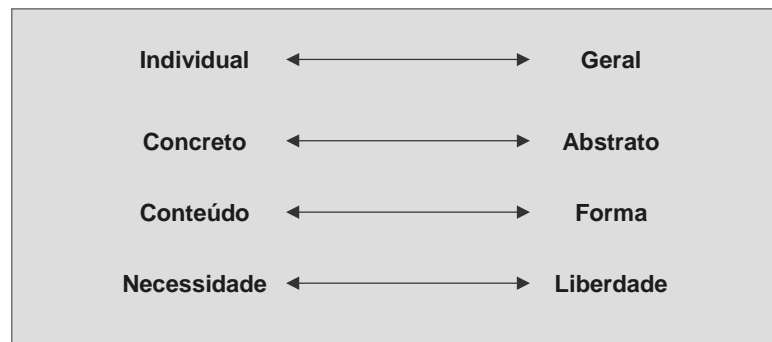 Individual Geral
Concreto Abstrato
Conteúdo Forma
Necessidade Liberdade